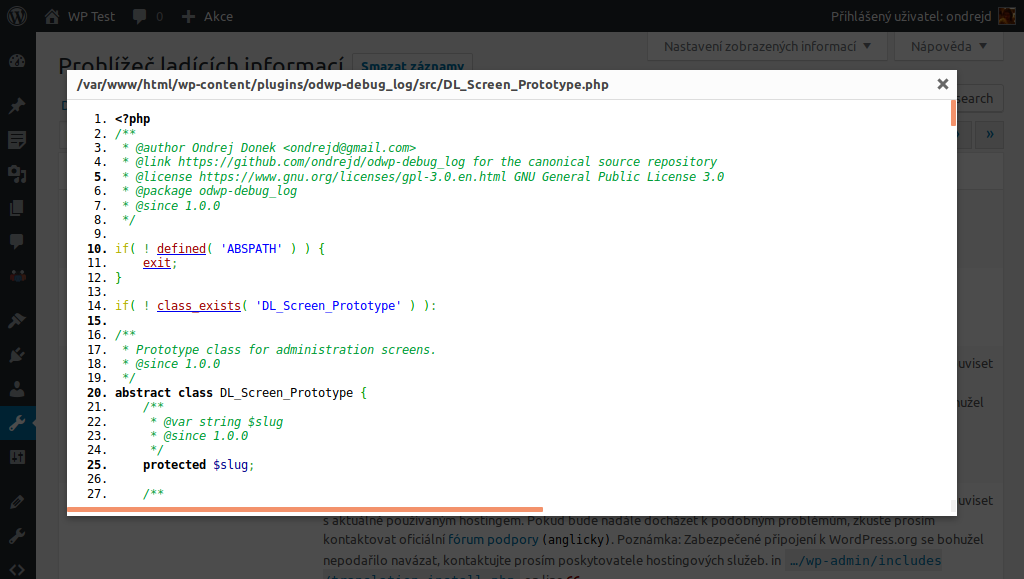 WP Test
0
Akce
Přihlášený uživatel: ondrejd
Nastavení zobrazených informací
Nápověda
Prohlížeč ladících informací
Smazat záznamy
/var/www/html/wp-content/plugins/odwp-debug_log/src/DL_Screen_Prototype.php
search
»
1. <?php
2. /**
3.  * @author Ondrej Donek <ondrejd@gmail.com>
4.  * @link https://github.com/ondrejd/odwp-debug_log for the canonical source repository
5.  * @license https://www.gnu.org/licenses/gpl-3.0.en.html GNU General Public License 3.0
6.  * @package odwp-debug_log
7.  * @since 1.0.0
8.  */
9.
10. if( ! defined( 'ABSPATH' ) ) {
11.     exit;
12. }
13.
14. if( ! class_exists( 'DL_Screen_Prototype' ) ):
15.
16. /**
17.  * Prototype class for administration screens.
18.  * @since 1.0.0
19.  */
20. abstract class DL_Screen_Prototype {
21.     /**
22.      * @var string $slug
23.      * @since 1.0.0
24.      */
25.     protected $slug;
26.
27.     /**
s aktuálně používaným hostingem. Pokud bude nadále docházet k podobným problémům, zkuste prosím
kontaktovat oficiální fórum podpory (anglicky). Poznámka: Zabezpečené připojení k WordPress.org se bohužel
nepodařilo navázat, kontaktujte prosím poskytovatele hostingových služeb. in …/wp-admin/includes